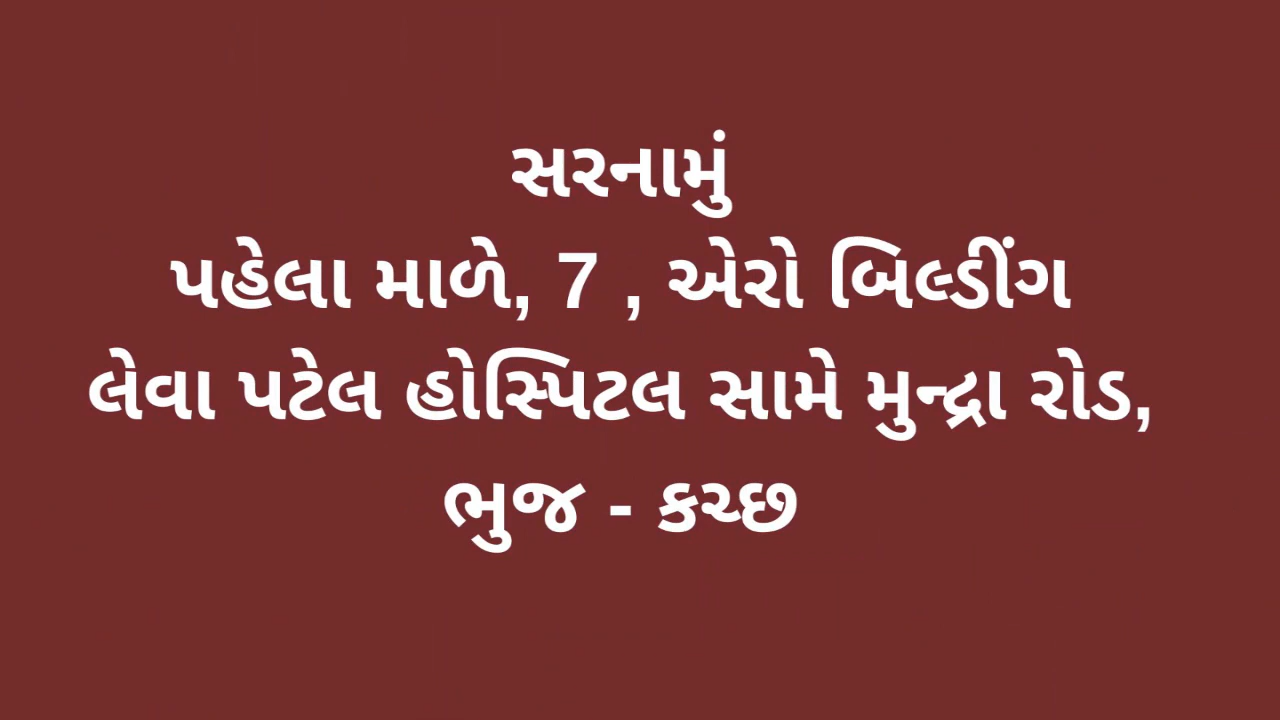 સરનામું
પહેલા માળે, 7 , એરો બિલ્ડીંગ
લેવા પટેલ હોસ્પિટલ સામે મુન્દ્રા રોડ,
ભુજ - કચ્છ